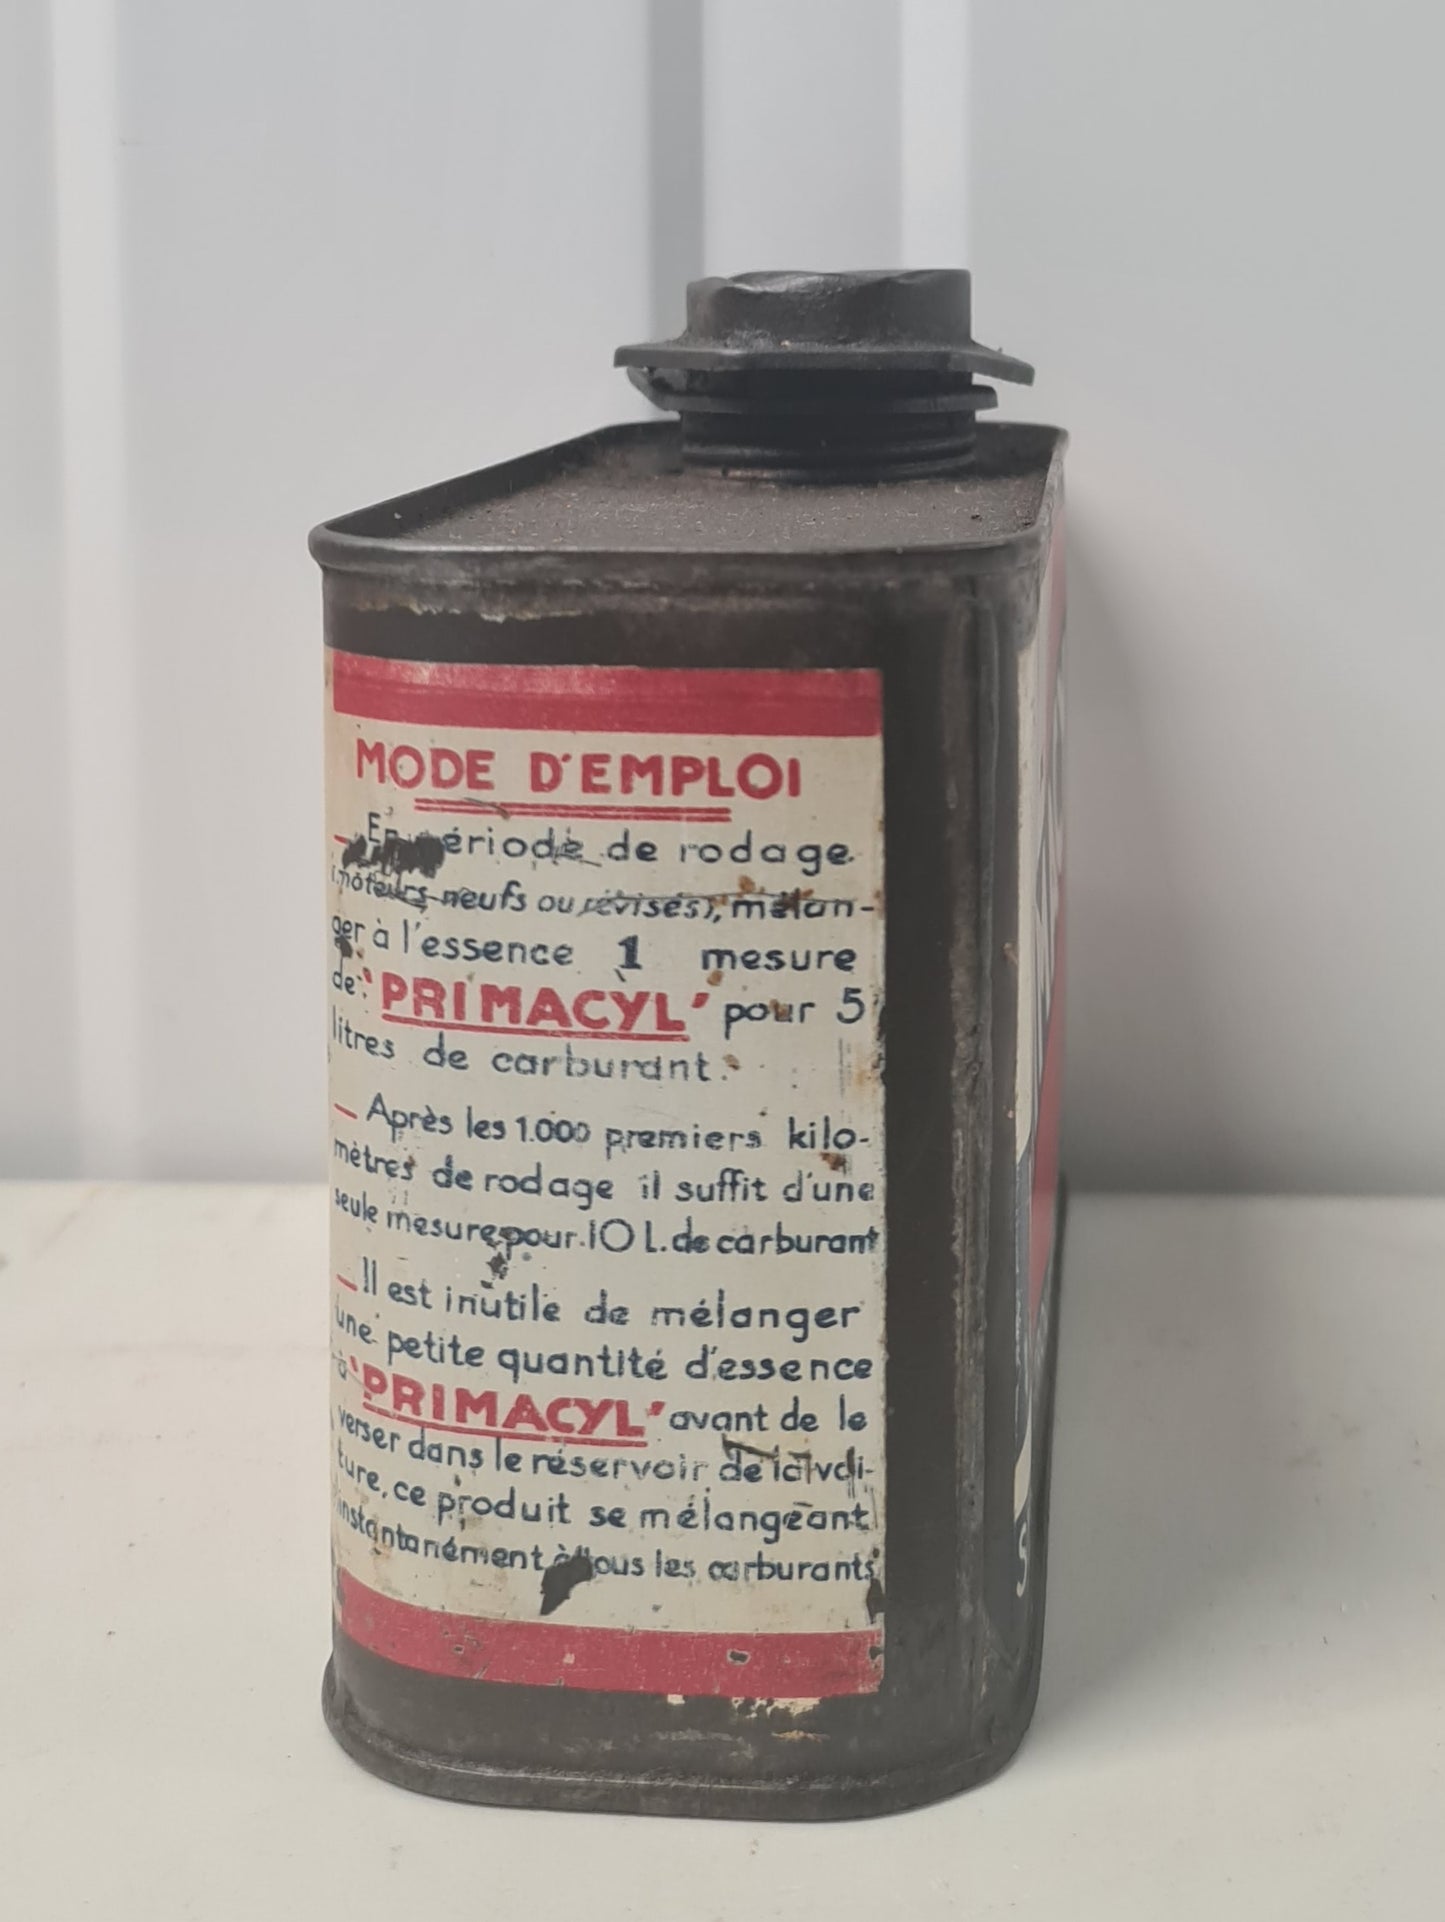 MODE D'EMPLOI
— En période de rodage
(moteurs neufs ou révisés), mélan-
ger à l'essence 1 mesure
de "PRIMACYL" pour 5
litres de carburant.
— Après les 1.000 premiers kilo-
mètres de rodage il suffit d'une
seule mesure pour 10 L. de carburant
— Il est inutile de mélanger
une petite quantité d'essence
à "PRIMACYL" avant de le
verser dans le réservoir de la voi-
ture, ce produit se mélangeant
instantanément à tous les carburants